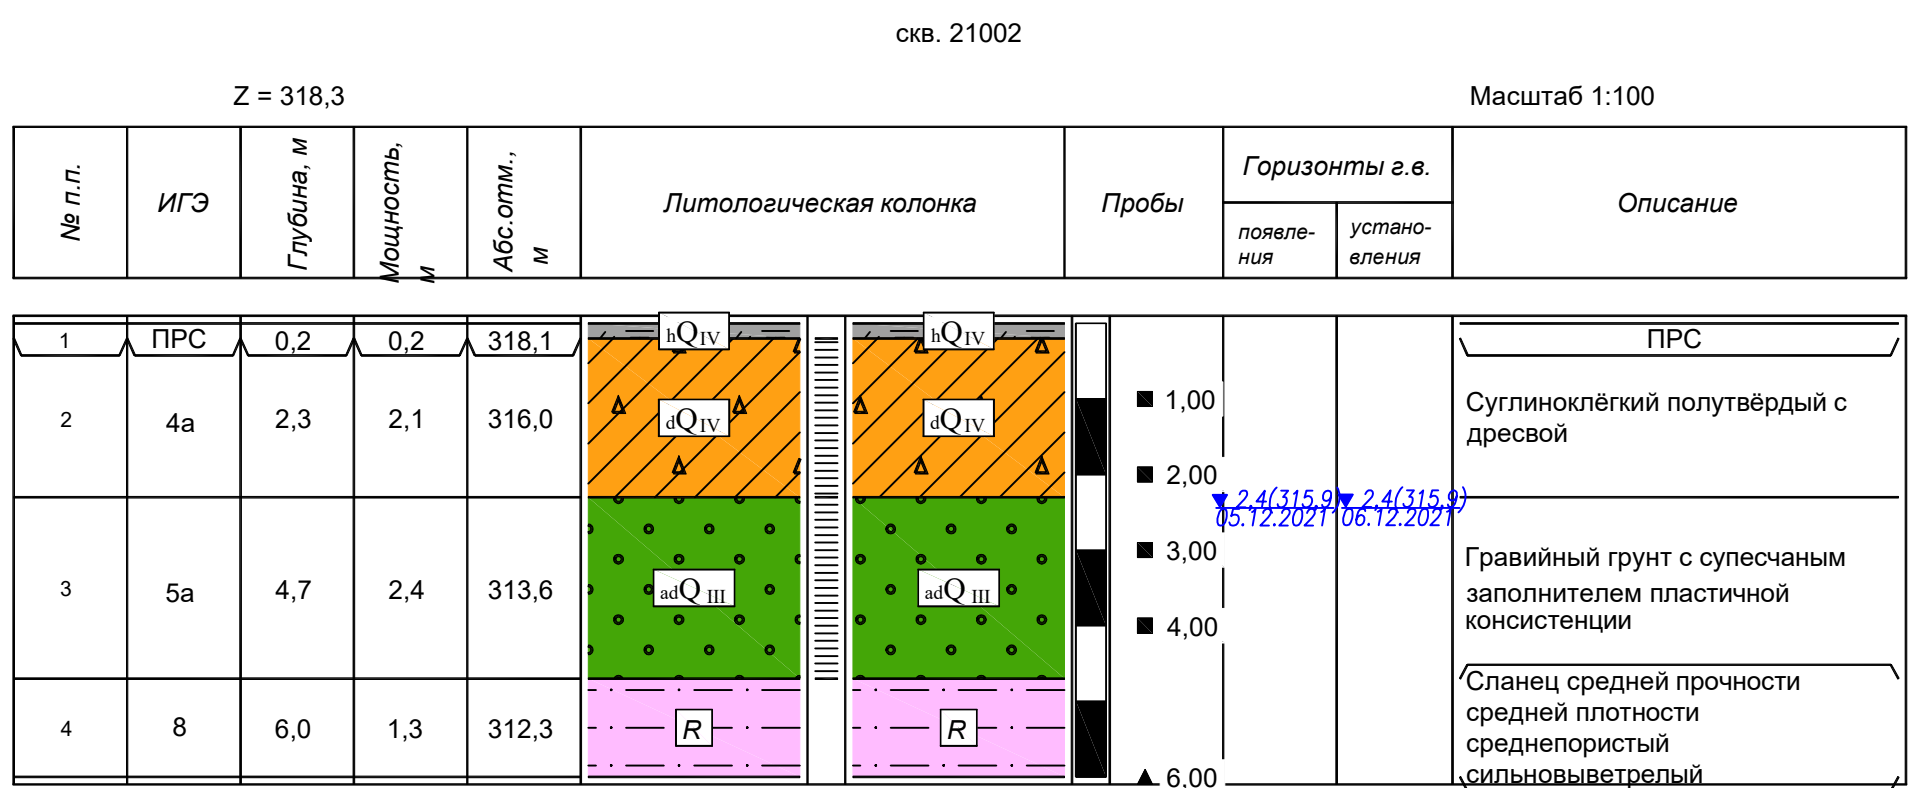 скв. 21002
Z = 318,3
Масштаб 1:100
№ п.п.
ИГЭ
Глубина, м
Мощность,
м
Абс.отм.,
м
Литологическая колонка
Пробы
Горизонты г.в.
появле-
ния
устано-
вления
Описание
1 ПРС 0,2 0,2 318,1 hQIV hQIV ПРС
2 4а 2,3 2,1 316,0 dQIV dQIV
1,00
2,00
Суглиноклёгкий полутвёрдый с
дресвой
2,4(315,9) 2,4(315,9)
05.12.2021 06.12.2021
3 5а 4,7 2,4 313,6 adQ III adQ III
3,00
4,00
Гравийный грунт с супесчаным
заполнителем пластичной
консистенции
4 8 6,0 1,3 312,3 R R
6,00
Сланец средней прочности
средней плотности
среднепористый
сильновыветрелый